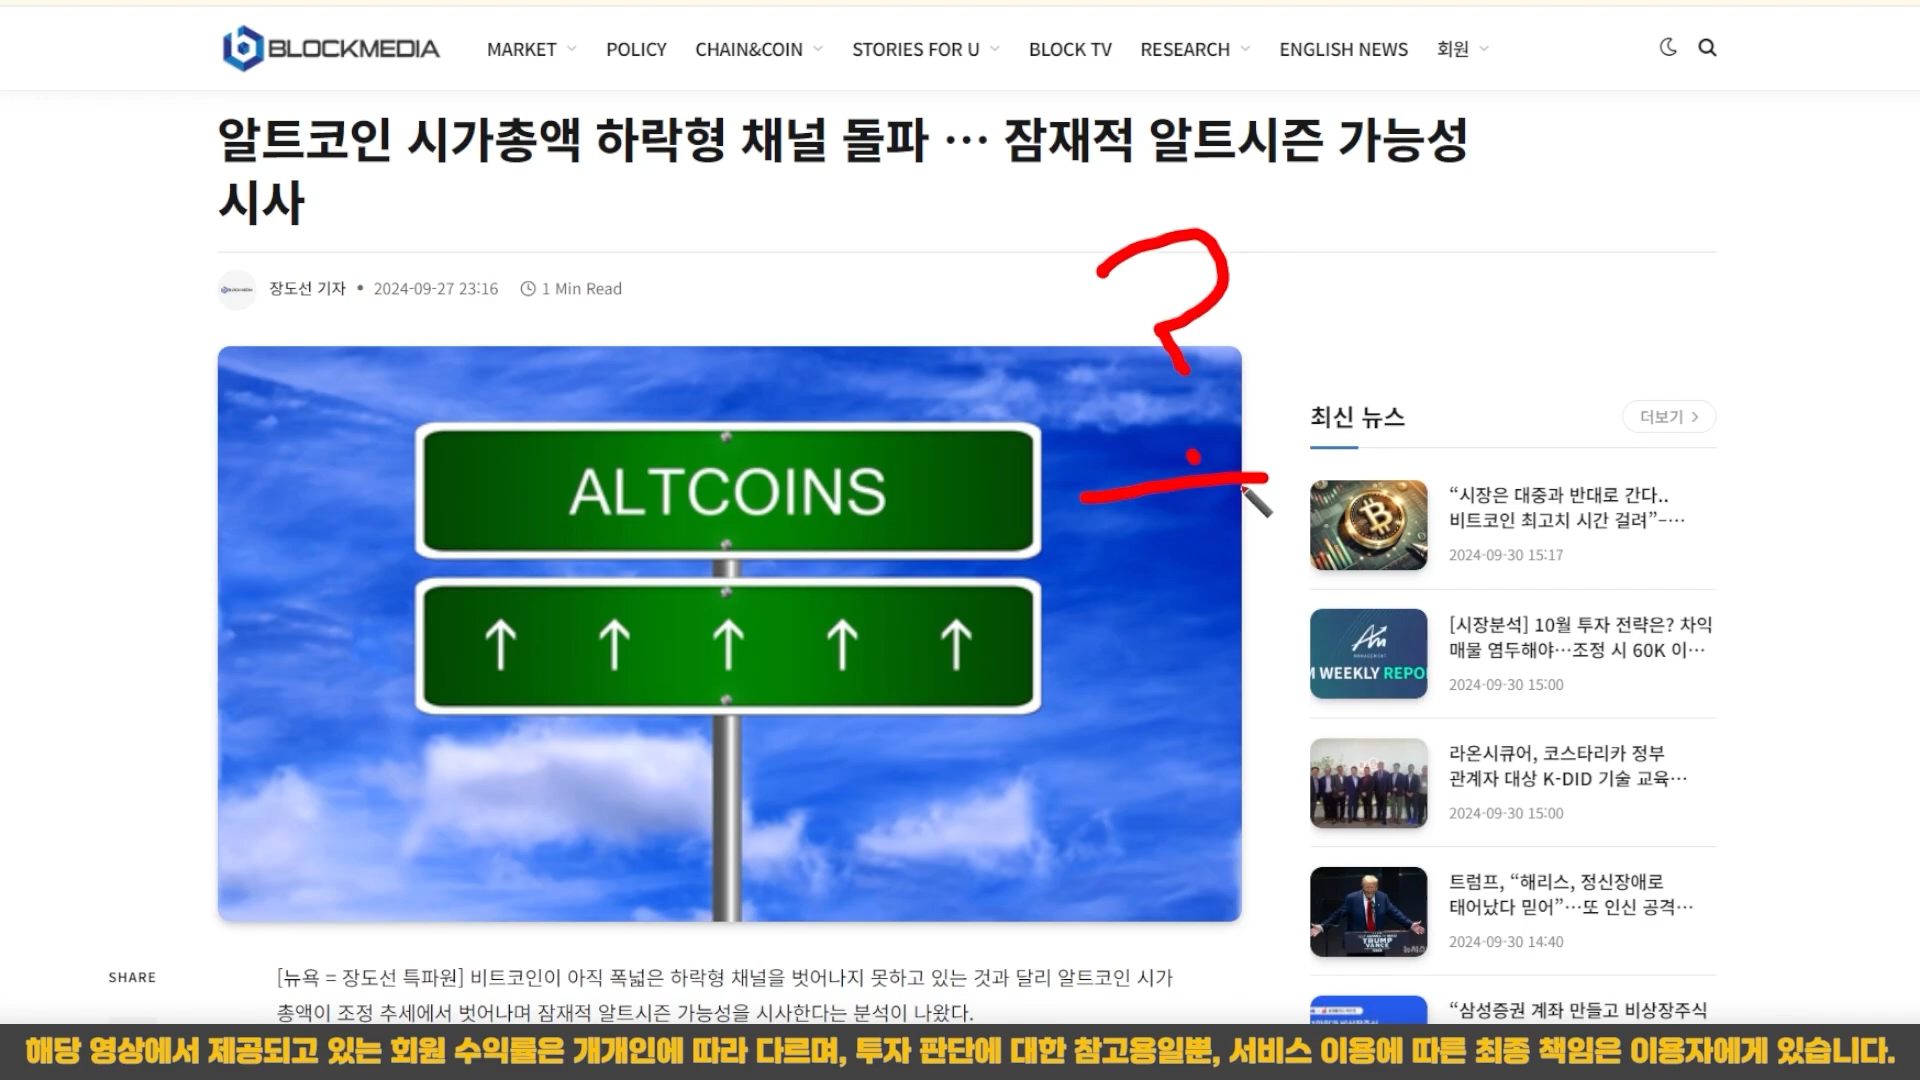 BLOCKMEDIA
MARKET
POLICY
CHAIN&COIN
STORIES FOR U
BLOCK TV
RESEARCH
ENGLISH NEWS
회원
알트코인 시가총액 하락형 채널 돌파 … 잠재적 알트시즌 가능성
시사
장도선 기자 • 2024-09-27 23:16 1 Min Read
?
ALTCOINS
↑ ↑ ↑ ↑ ↑
최신 뉴스
더보기 >
“시장은 대중과 반대로 간다..
비트코인 최고치 시간 걸려”-…
2024-09-30 15:17
[시장분석] 10월 투자 전략은? 차익
매물 염두해야…조정 시 60K 이…
2024-09-30 15:00
WEEKLY REPO
라온시큐어, 코스타리카 정부
관계자 대상 K-DID 기술 교육…
2024-09-30 15:00
트럼프, “해리스, 정신장애로
태어났다 믿어”…또 인신 공격…
2024-09-30 14:40
TRUMP
VANCE
“삼성증권 계좌 만들고 비상장주식
SHARE
[뉴욕 = 장도선 특파원] 비트코인이 아직 폭넓은 하락형 채널을 벗어나지 못하고 있는 것과 달리 알트코인 시가
총액이 조정 추세에서 벗어나며 잠재적 알트시즌 가능성을 시사한다는 분석이 나왔다.
해당 영상에서 제공되고 있는 회원 수익률은 개개인에 따라 다르며, 투자 판단에 대한 참고용일뿐, 서비스 이용에 따른 최종 책임은 이용자에게 있습니다.